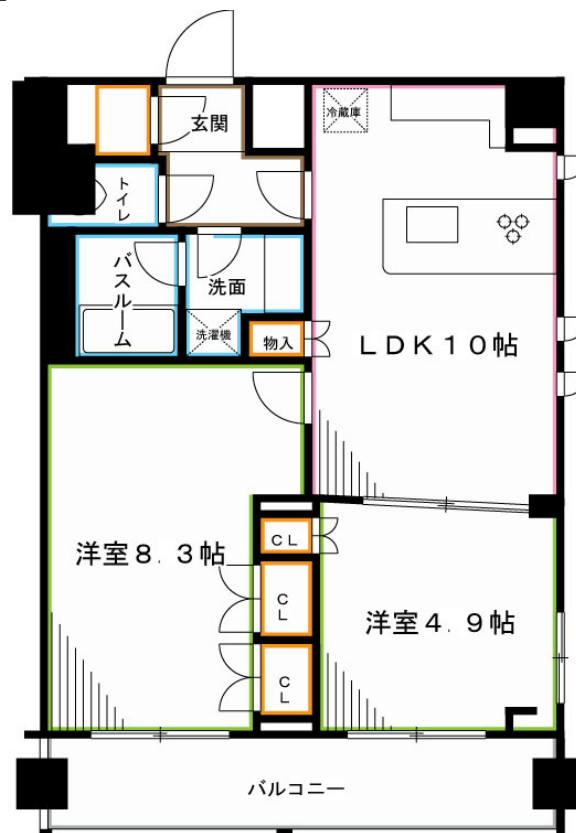 玄関
冷蔵庫
トイレ
バスルーム
洗面
洗濯機
物入
LDK10帖
洋室8.3帖
CL
CL
CL
洋室4.9帖
バルコニー